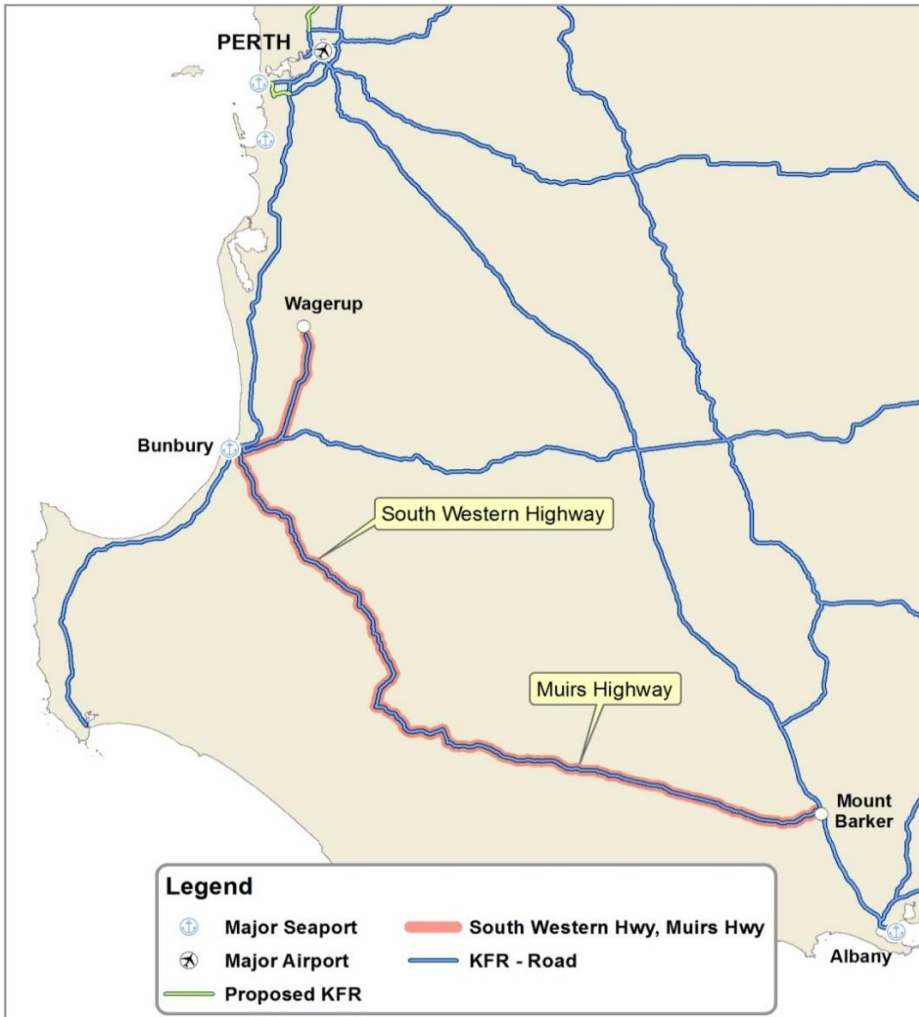 PERTH
Wagerup
Bunbury
South Western Highway
Muirs Highway
Mount
Barker
Albany
Legend
Major Seaport
South Western Hwy, Muirs Hwy
Major Airport
KFR - Road
Proposed KFR